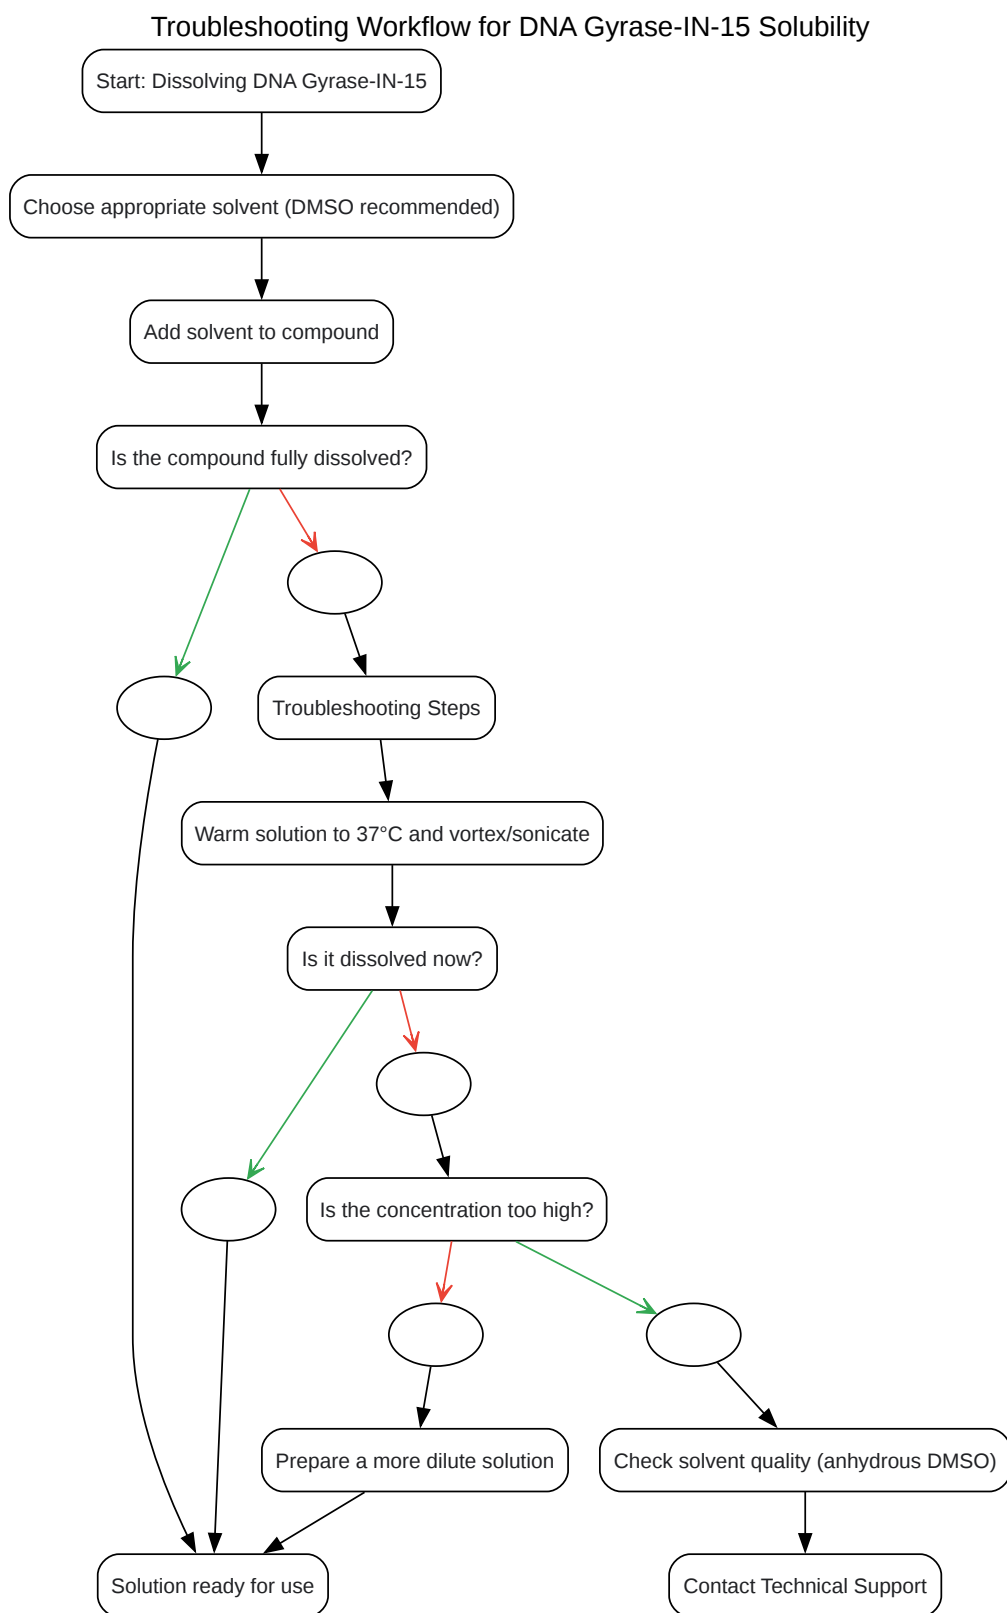 Troubleshooting Workflow for DNA Gyrase-IN-15 Solubility
Start: Dissolving DNA Gyrase-IN-15
Choose appropriate solvent (DMSO recommended)
Add solvent to compound
Is the compound fully dissolved?
Troubleshooting Steps
Warm solution to 37°C and vortex/sonicate
Is it dissolved now?
Is the concentration too high?
Prepare a more dilute solution
Check solvent quality (anhydrous DMSO)
Solution ready for use
Contact Technical Support